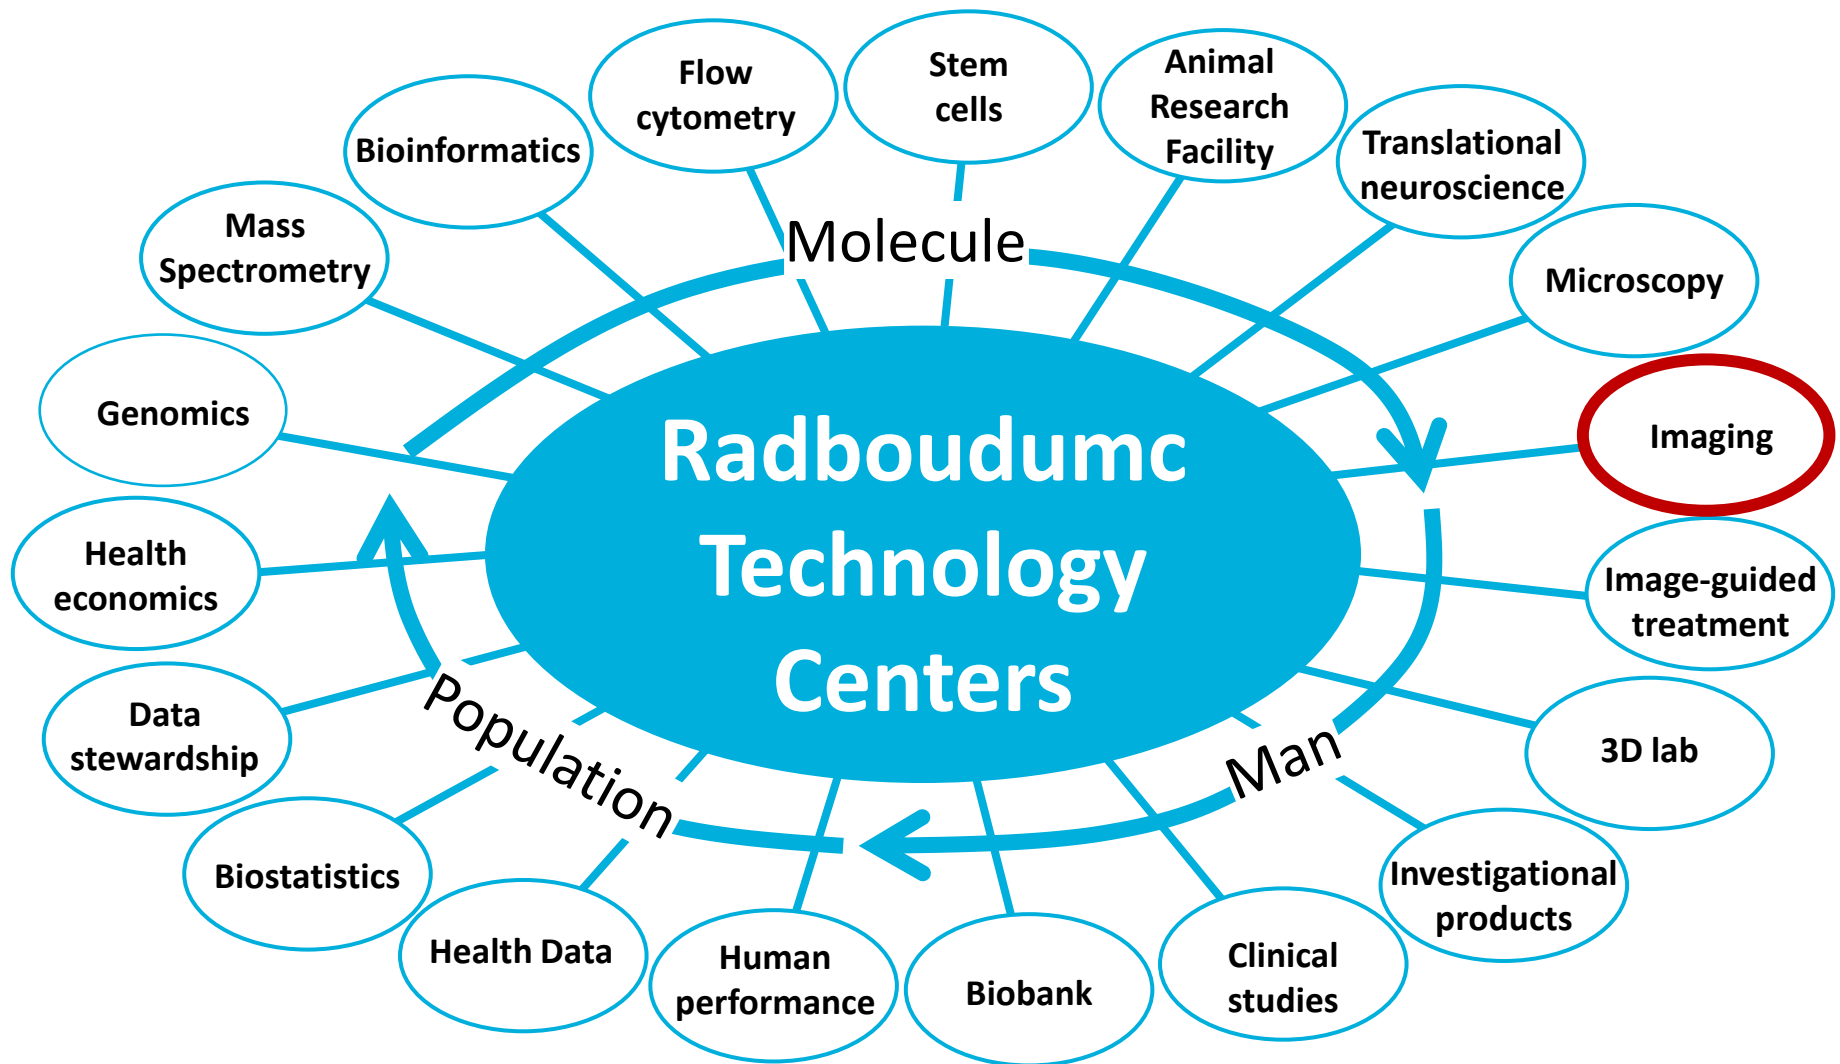 Flow
cytometry
Stem
cells
Animal
Research
Facility
Translational
neuroscience
Bioinformatics
Mass
Spectrometry
Molecule
Microscopy
Genomics
Imaging
Radboudumc
Technology
Centers
Health
economics
Image-guided
treatment
Data
stewardship
Population
Man
3D lab
Biostatistics
Investigational
products
Health Data
Human
performance
Biobank
Clinical
studies